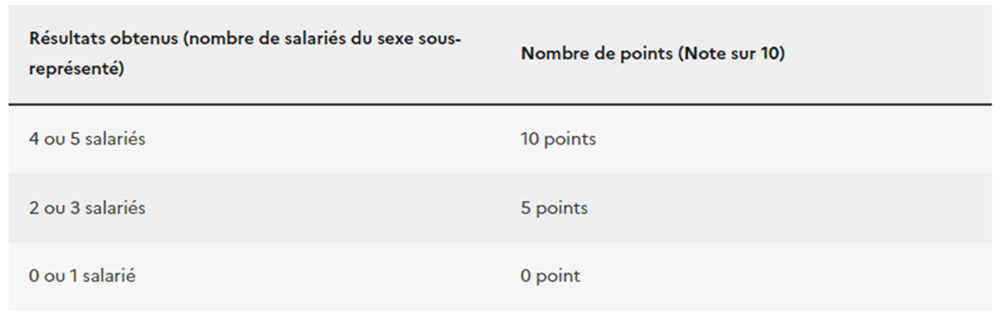 Résultats obtenus (nombre de salariés du sexe sous-
représenté)
Nombre de points (Note sur 10)
4 ou 5 salariés
10 points
2 ou 3 salariés
5 points
0 ou 1 salarié
0 point